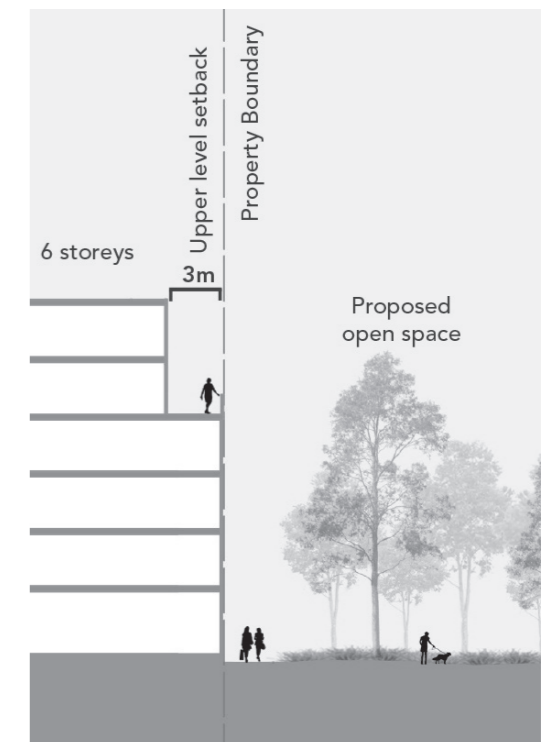 Upper level setback
Property Boundary
6 storeys
3m
Proposed
open space